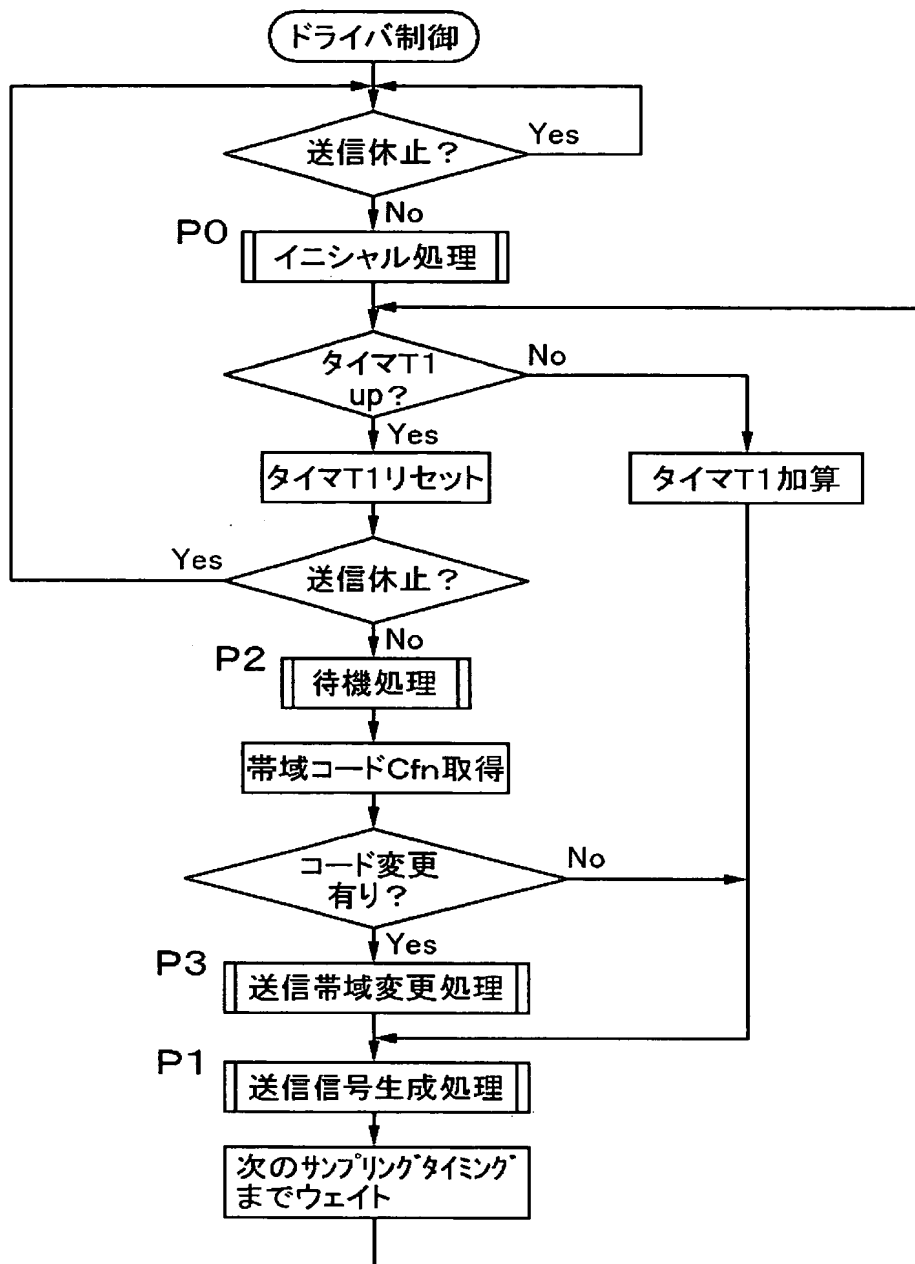 ドライバ制御
送信休止？
Yes
No
P0
イニシャル処理
タイマT1
up？
No
Yes
タイマT1リセット
タイマT1加算
Yes
送信休止？
No
P2
待機処理
帯域コードCfn取得
コード変更
有り？
No
Yes
P3
送信帯域変更処理
P1
送信信号生成処理
次のサンプリングタイミング
までウェイト